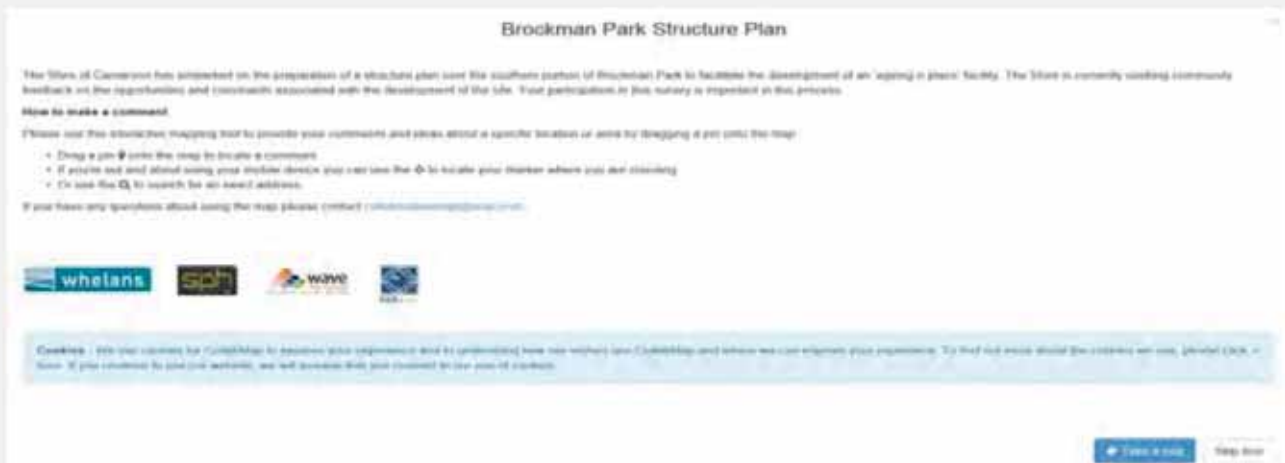 Brockman Park Structure Plan
The Shire of Carnarvon has embarked on the preparation of a structure plan over the southern portion of Brockman Park to facilitate the development of an 'ageing in place' facility. The Shire is currently seeking community
feedback on the opportunities and constraints associated with the development of the site. Your participation in this survey is important in this process.
How to make a comment
Please use this interactive mapping tool to provide your comments and ideas about a specific location or area by dragging a pin onto the map
Drag a pin onto the map to locate a comment
If you're out and about using your mobile device you can use the to locate your marker where you are standing
Or use the to search for an exact address.
If you have any questions about using the map please contact
whelans
sph
wave
Cookies - We use cookies for CrowdMap to improve your experience and to understand how our visitors use and where we can improve your experience. To find out more about the cookies we use, please click
here. If you continue to use our website, we will assume that you consent to our use of cookies.
Take a tour
Skip tour